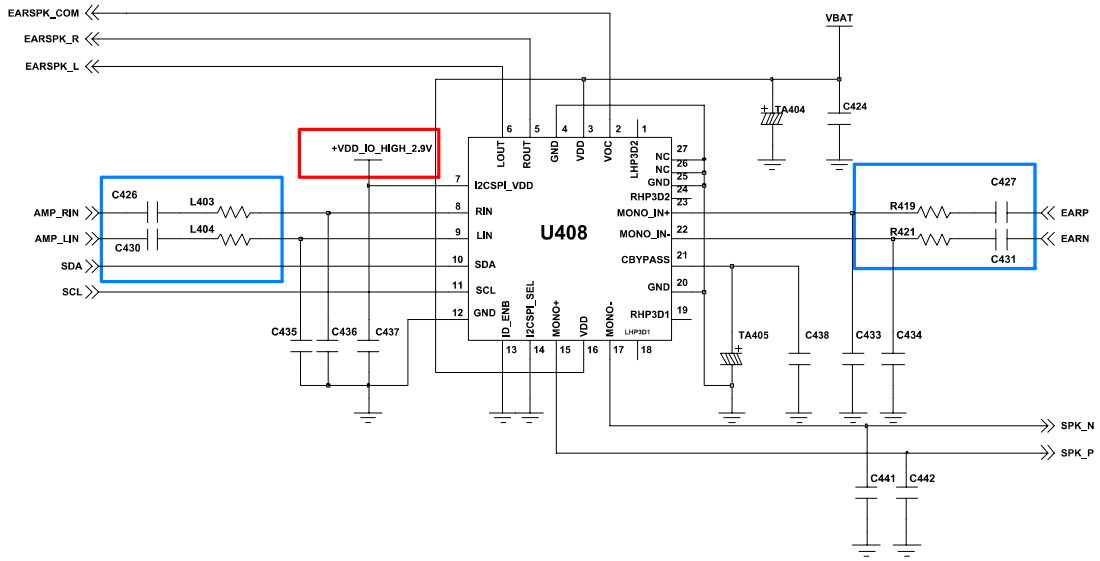 EARSPK_COM
EARSPK_R
EARSPK_L
VBAT
TA404
C424
+
6
5
4
3
2
1
LOUT
ROUT
GND
VDD
VOC
LHP3D2
+VDD_IO_HIGH_2.9V
7
I2CSPI_VDD
AMP_RIN
C426
L403
8
RIN
AMP_LIN
C430
L404
9
LIN
SDA
10
SDA
SCL
11
SCL
12
GND
U408
27
NC
26
NC
25
GND
24
RHP3D2
23
MONO_IN+
22
MONO_IN-
21
CBYPASS
20
GND
19
RHP3D1
LHP3D1
R419
C427
EARP
R421
C431
EARN
ID_ENB
I2CSPI_SEL
MONO+
VDD
MONO-
13
14
15
16
17
18
C435
C436
C437
TA405
+
C438
C433
C434
SPK_N
SPK_P
C441
C442